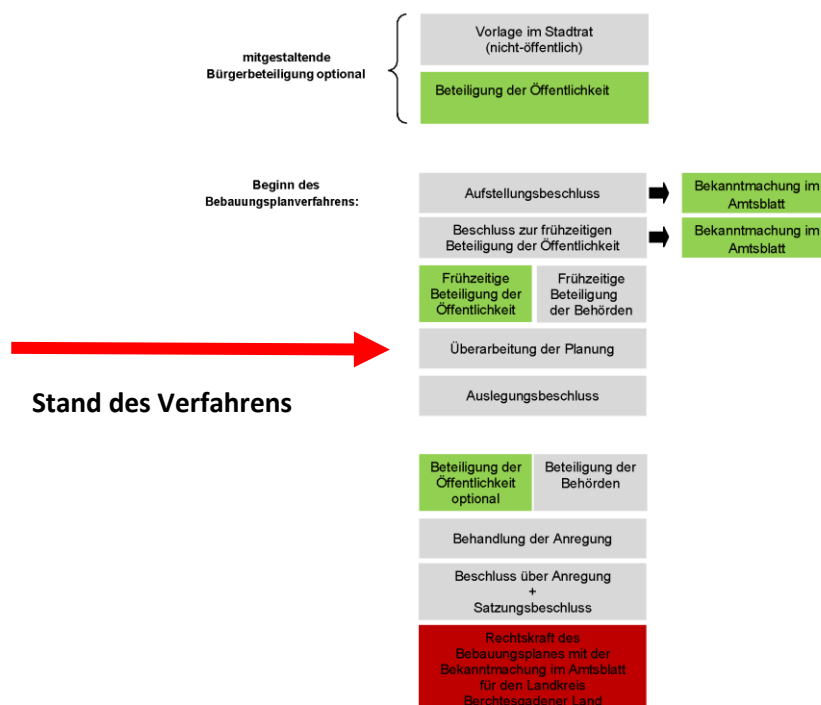 mitgestaltende
Bürgerbeteiligung optional
Vorlage im Stadtrat
(nicht-öffentlich)
Beteiligung der Öffentlichkeit
Beginn des
Bebauungsplanverfahrens:
Aufstellungsbeschluss
Bekanntmachung im
Amtsblatt
Beschluss zur frühzeitigen
Beteiligung der Öffentlichkeit
Bekanntmachung im
Amtsblatt
Frühzeitige
Beteiligung der
Öffentlichkeit
Frühzeitige
Beteiligung
der Behörden
Überarbeitung der Planung
Stand des Verfahrens
Auslegungsbeschluss
Beteiligung der
Öffentlichkeit
optional
Beteiligung der
Behörden
Behandlung der Anregung
Beschluss über Anregung
+
Satzungsbeschluss
Rechtskraft des
Bebauungsplanes mit der
Bekanntmachung im Amtsblatt
für den Landkreis
Berchtesgadener Land